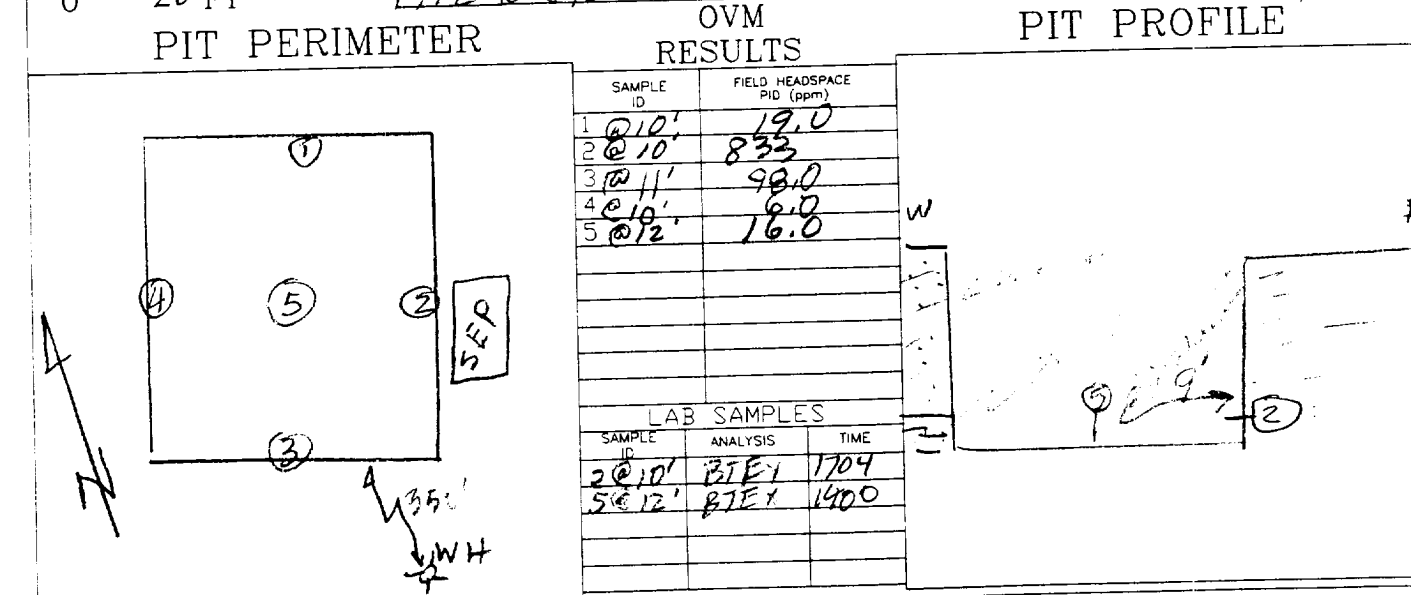 PIT PERIMETER
OVM
RESULTS
PIT PROFILE
SAMPLE
ID
FIELD HEADSPACE
PID (ppm)
1 @ 10' 19.0
2 @ 10' 833
3 @ 11' 98.0
4 @ 10' 6.0
5 @ 12' 16.0
LAB SAMPLES
SAMPLE
ID
ANALYSIS
TIME
2 @ 10' BTEX 1704
5 @ 12' BTEX 1400
1
4
5
2
SEP
3
N
350'
WH
W
5
9'
2